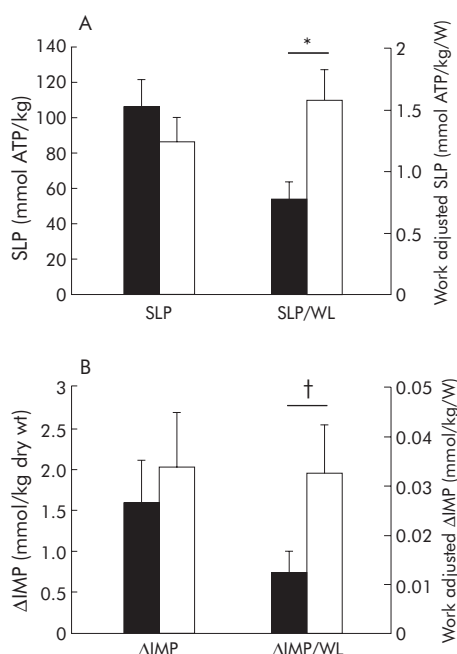 A
140
120
100
80
60
40
20
0
SLP (mmol ATP/kg)
2
1.5
1.0
0.5
0
Work adjusted SLP (mmol ATP/kg/W)
*
SLP
SLP/WL
B
3
2.5
2.0
1.5
1.0
0.5
0
ΔIMP (mmol/kg dry wt)
0.05
0.04
0.03
0.02
0.01
0
Work adjusted ΔIMP (mmol/kg/W)
†
ΔIMP
ΔIMP/WL